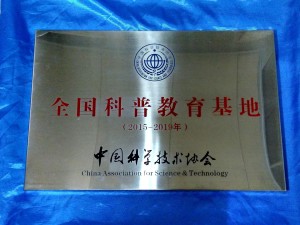 全国科普教育基地
(2015-2019年)
中国科学技术协会
China Association for Science & Technology